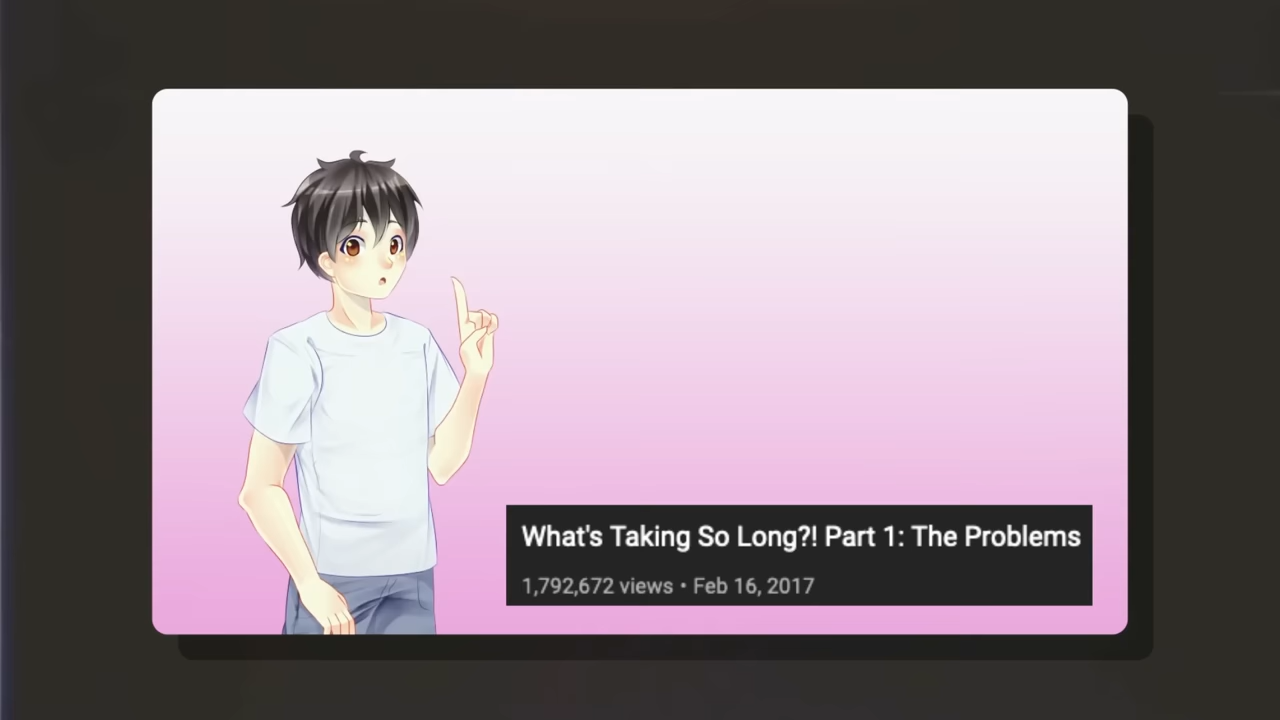 What's Taking So Long?! Part 1: The Problems
1,792,672 views • Feb 16, 2017